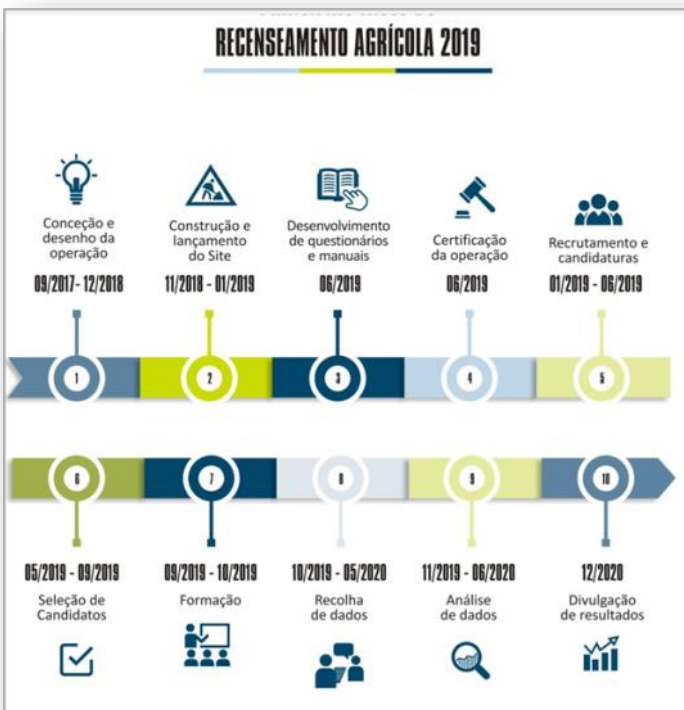 RECENSEAMENTO AGRÍCOLA 2019
Conceção e
desenho da
operação
09/2017- 12/2018
Construção e
lançamento
do Site
11/2018 - 01/2019
Desenvolvimento
de questionários
e manuais
06/2019
Certificação
da operação
06/2019
Recrutamento e
candidaturas
01/2019 - 06/2019
1
2
3
4
5
6
7
8
9
10
05/2019 - 09/2019
Seleção de
Candidatos
09/2019 - 10/2019
Formação
10/2019 - 05/2020
Recolha
de dados
11/2019 - 06/2020
Análise
de dados
12/2020
Divulgação
de resultados